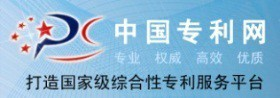 中国专利网
专业 权威 高效 优质
打造国家级综合性专利服务平台